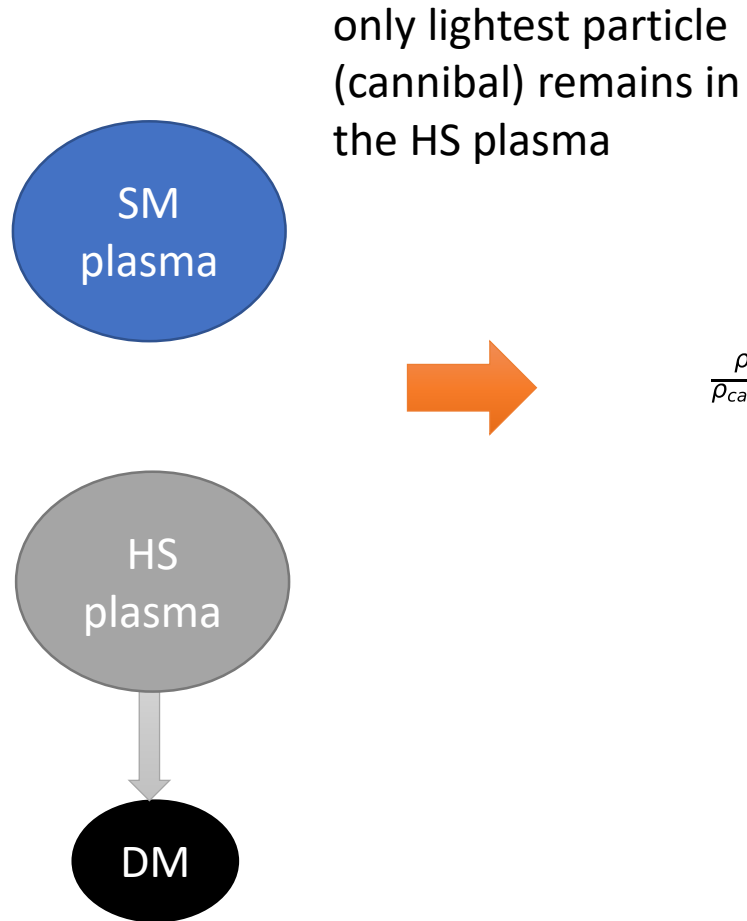 only lightest particle
(cannibal) remains in
the HS plasma
SM
plasma
HS
plasma
DM